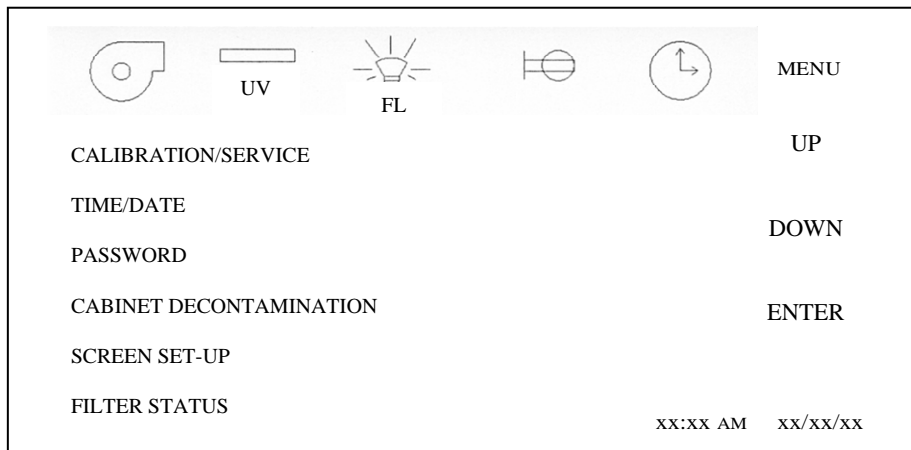 UV
FL
MENU
UP
DOWN
ENTER
CALIBRATION/SERVICE
TIME/DATE
PASSWORD
CABINET DECONTAMINATION
SCREEN SET-UP
FILTER STATUS
xx:xx AM xx/xx/xx